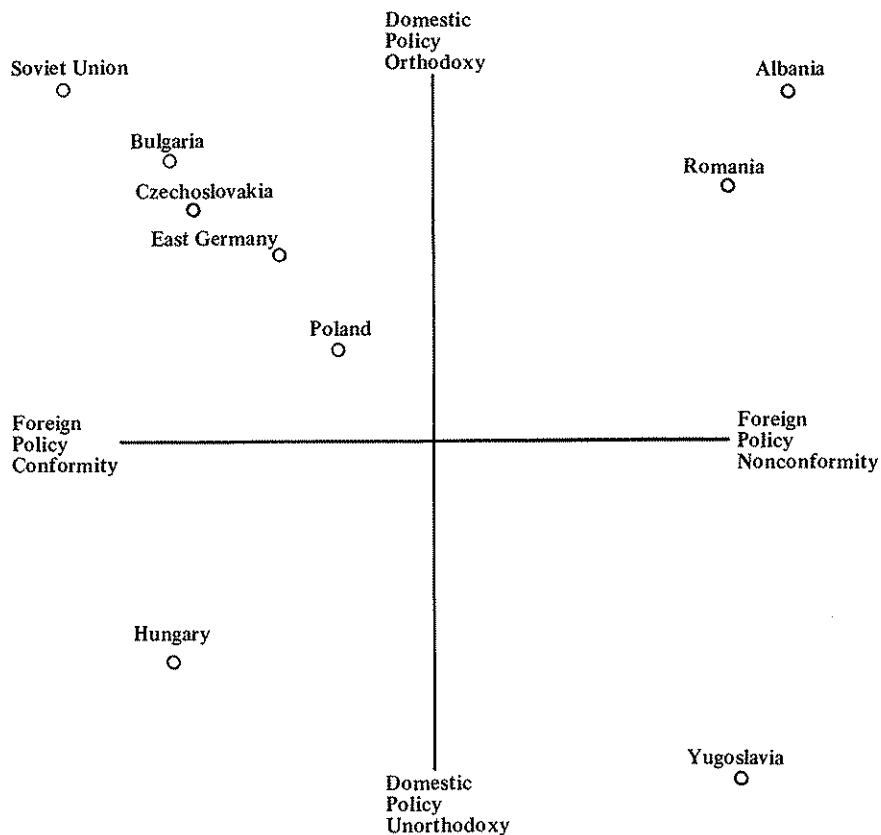 Domestic
Policy
Orthodoxy
Soviet Union
Albania
Bulgaria
Romania
Czechoslovakia
East Germany
Poland
Foreign
Policy
Conformity
Foreign
Policy
Nonconformity
Hungary
Yugoslavia
Domestic
Policy
Unorthodoxy